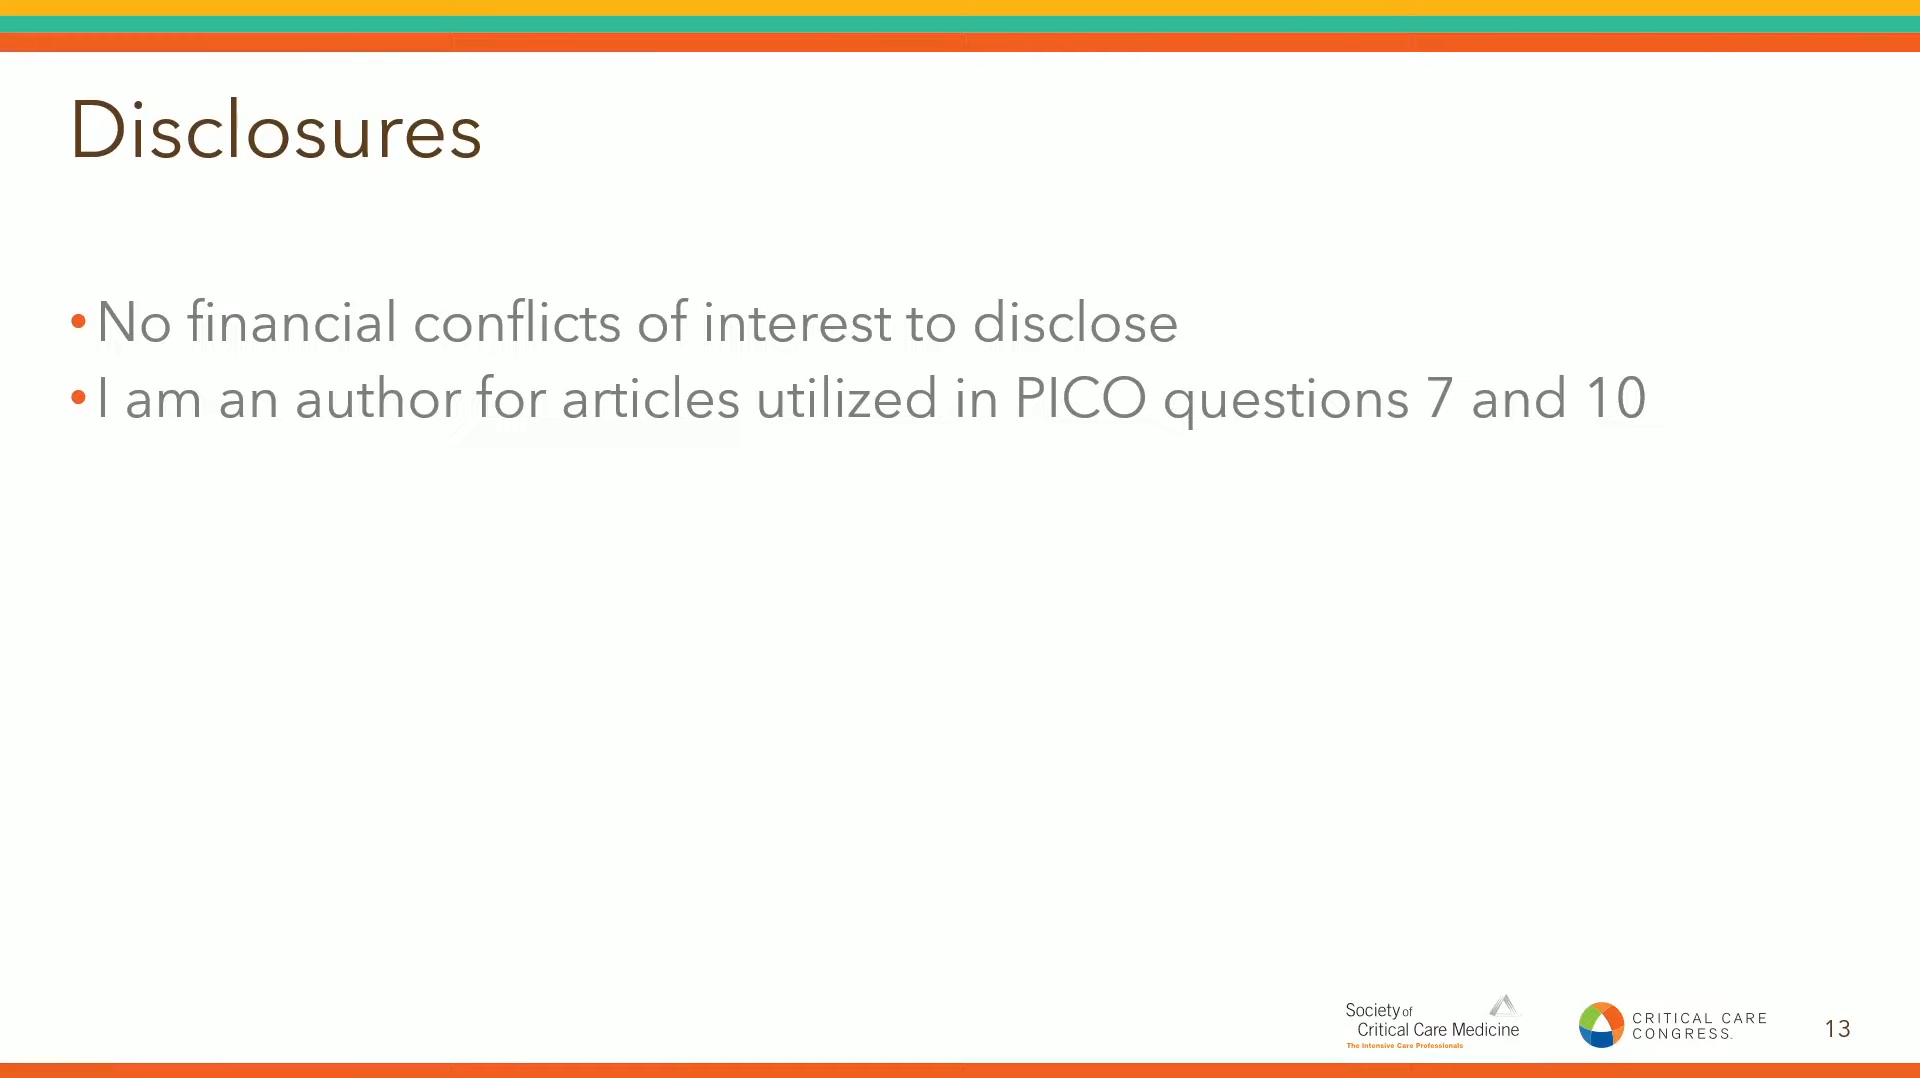 Disclosures
• No financial conflicts of interest to disclose
• I am an author for articles utilized in PICO questions 7 and 10
Society of
Critical Care Medicine
The Intensive Care Professionals
CRITICAL CARE
CONGRESS.
13